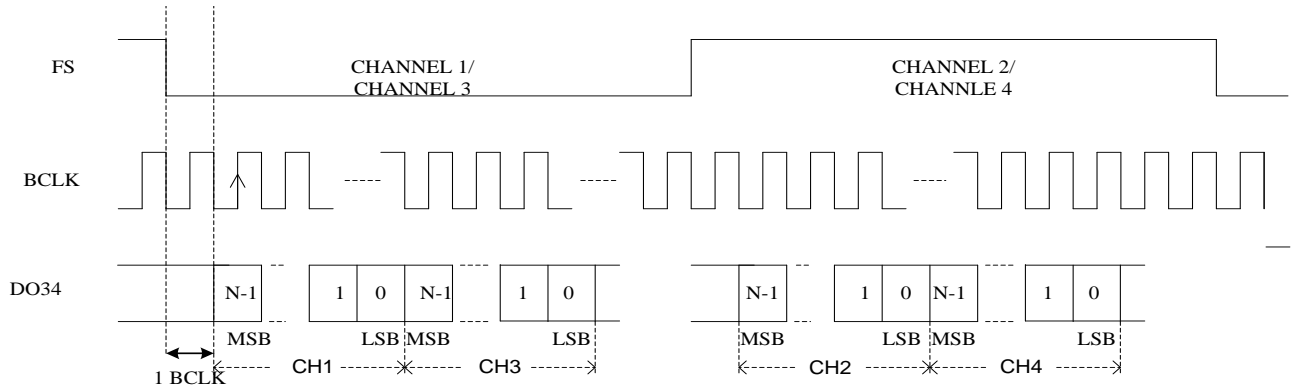 FS
CHANNEL 1/
CHANNEL 3
CHANNEL 2/
CHANNLE 4
BCLK
DO34
N-1 1 0 N-1 1 0 N-1 1 0 N-1 1 0
MSB LSB MSB LSB MSB LSB MSB LSB
CH1 CH3 CH2 CH4
1 BCLK